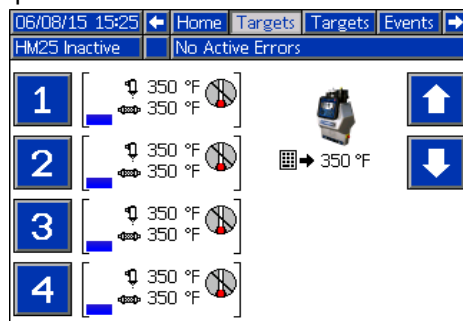 06/08/15 15:25 Home Targets Targets Events
HM25 Inactive No Active Errors
1 350 °F
350 °F
350 °F
2 350 °F
350 °F
3 350 °F
350 °F
4 350 °F
350 °F